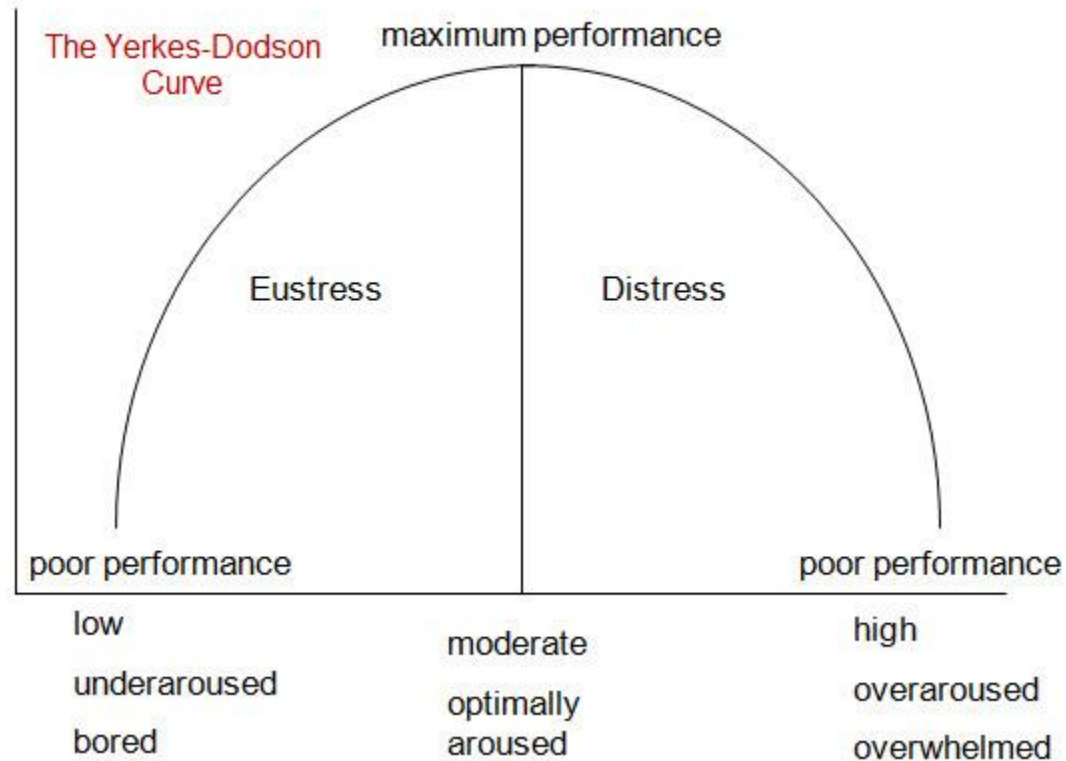 The Yerkes-Dodson
Curve
maximum performance
Eustress
Distress
poor performance
poor performance
low
underaroused
bored
moderate
optimally
aroused
high
overaroused
overwhelmed